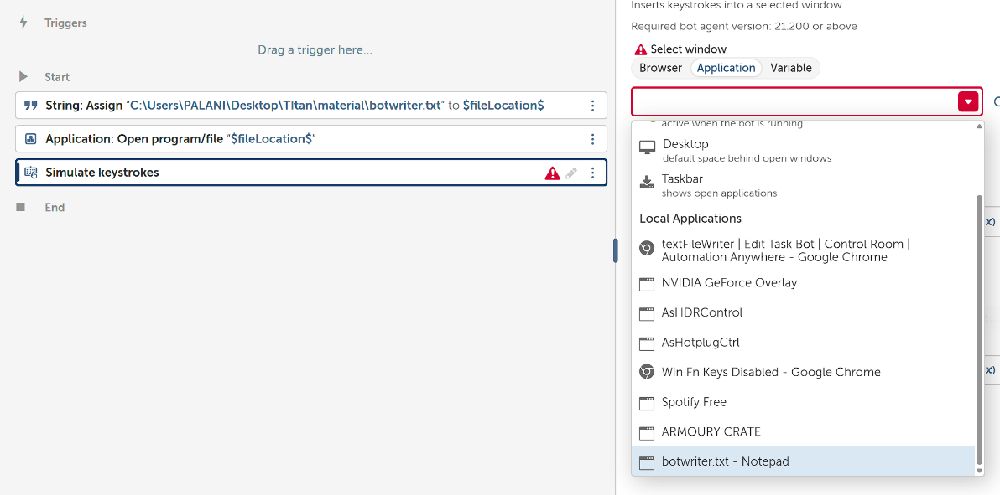 Triggers
Drag a trigger here...
Start
String: Assign "C:\Users\PALANI\Desktop\TItan\material\botwriter.txt" to $fileLocation$
Application: Open program/file "$fileLocation$"
Simulate keystrokes
End
Inserts keystrokes into a selected window.
Required bot agent version: 21.200 or above
Select window
Browser Application Variable
active when the bot is running
Desktop
default space behind open windows
Taskbar
shows open applications
Local Applications
textFileWriter | Edit Task Bot | Control Room |
Automation Anywhere - Google Chrome
NVIDIA GeForce Overlay
AsHDRControl
AsHotplugCtrl
Win Fn Keys Disabled - Google Chrome
Spotify Free
ARMOURY CRATE
botwriter.txt - Notepad
x)
x)